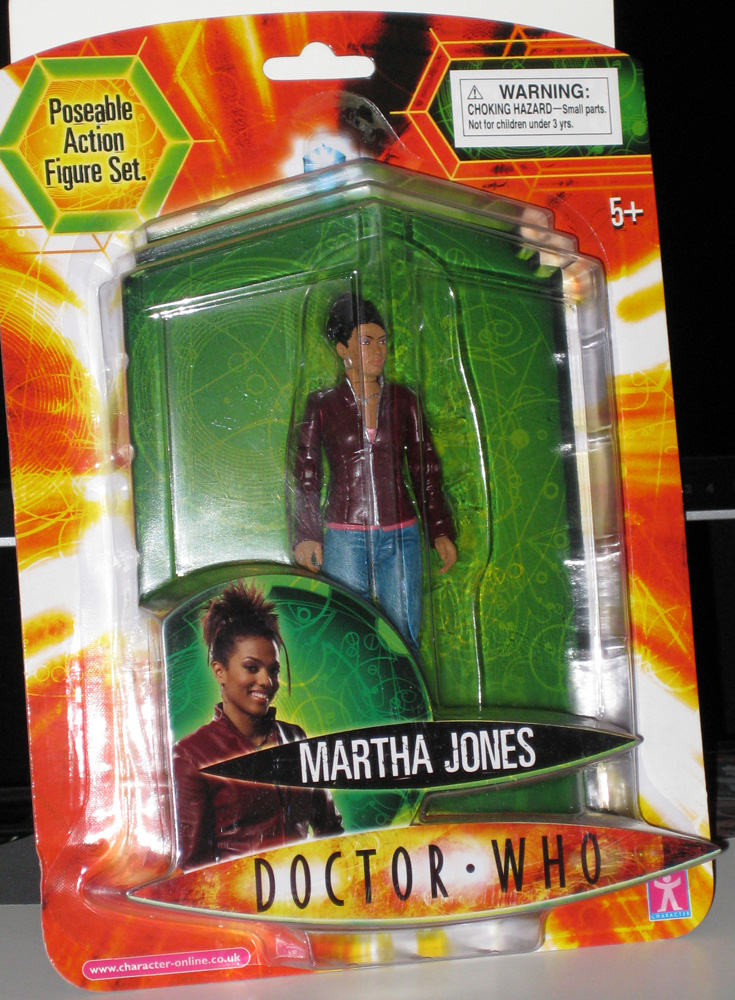 Poseable
Action
Figure Set.
WARNING:
CHOKING HAZARD—Small parts.
Not for children under 3 yrs.
5+
MARTHA JONES
DOCTOR·WHO
CHARACTER
www.character-online.co.uk